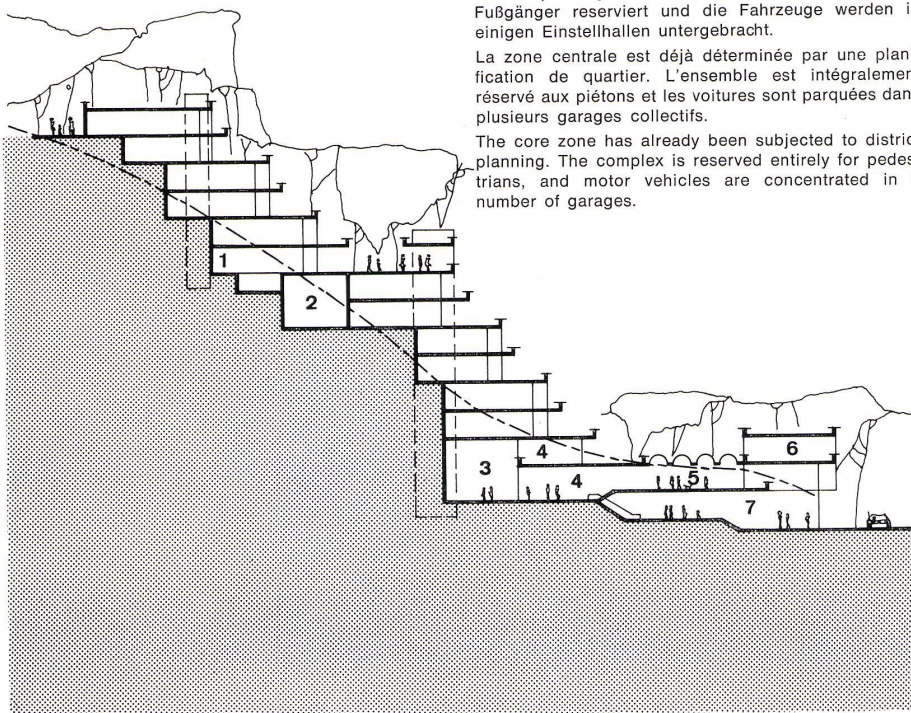 Fußgänger reserviert und die Fahrzeuge werden i
einigen Einstellhallen untergebracht.
La zone centrale est déjà déterminée par une plan
fication de quartier. L'ensemble est intégralemen
réservé aux piétons et les voitures sont parquées dan
plusieurs garages collectifs.
The core zone has already been subjected to distric
planning. The complex is reserved entirely for pedes
trians, and motor vehicles are concentrated in
number of garages.
1
2
6
4
3
4
5
7